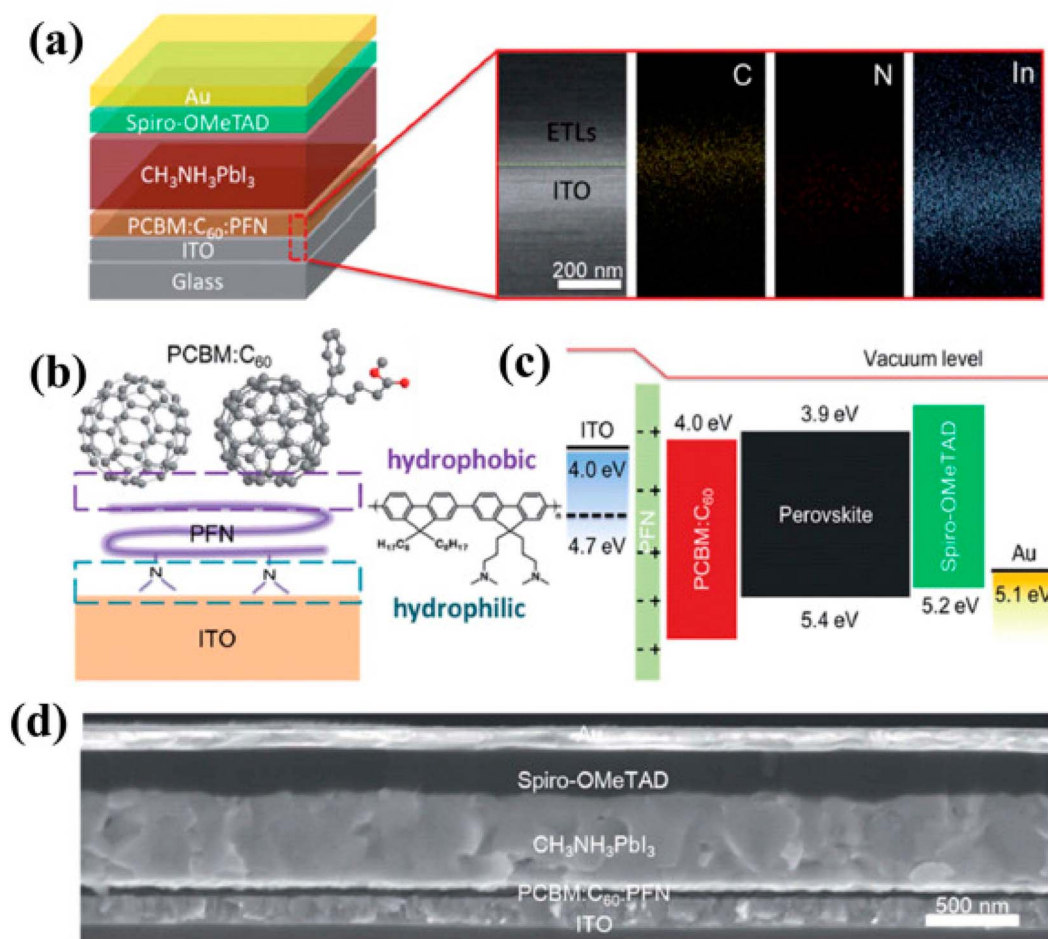 (a)
Au
Spiro-OMeTAD
CH₃NH₃PbI₃
PCBM:C₆₀:PFN
ITO
Glass
ETLs
ITO
200 nm
C
N
In
(b)
PCBM:C₆₀
hydrophobic
PFN
N
N
hydrophilic
ITO
H₁₇C₈
C₈H₁₇
N
N
n
(c)
Vacuum level
ITO
4.0 eV
4.7 eV
PFN
- +
- +
- +
- +
- +
4.0 eV
PCBM:C₆₀
3.9 eV
Perovskite
5.4 eV
Spiro-OMeTAD
5.2 eV
Au
5.1 eV
(d)
Au
Spiro-OMeTAD
CH₃NH₃PbI₃
PCBM:C₆₀:PFN
ITO
500 nm